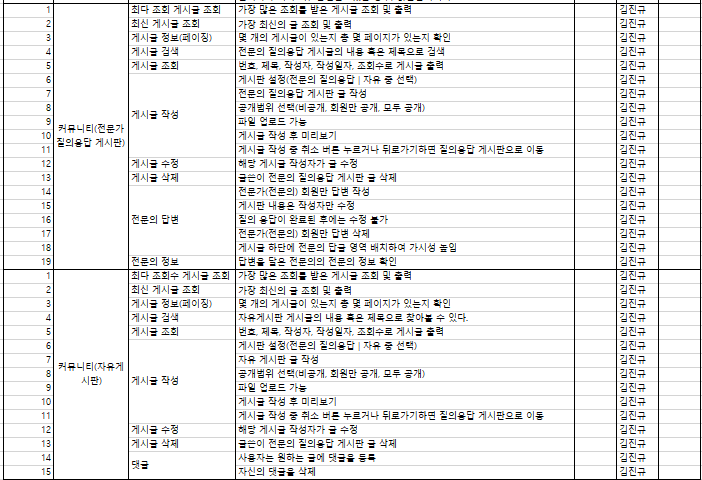 1 최다 조회 게시글 조회 가장 많은 조회를 받은 게시글 조회 및 출력 김진규
2 최신 게시글 조회 가장 최신의 글 조회 및 출력 김진규
3 게시글 정보(페이징) 몇 개의 게시글이 있는지 총 몇 페이지가 있는지 확인 김진규
4 게시글 검색 전문의 질의응답 게시글의 내용 혹은 제목으로 검색 김진규
5 게시글 조회 번호, 제목, 작성자, 작성일자, 조회수로 게시글 출력 김진규
6 게시판 설정(전문의 질의응답 | 자유 중 선택) 김진규
7 전문의 질의응답 게시판 글 작성 김진규
8 공개범위 선택(비공개, 회원만 공개, 모두 공개) 김진규
게시글 작성
9 파일 업로드 가능 김진규
커뮤니티(전문가
10 게시글 작성 후 미리보기 김진규
질의응답 게시판)
11 게시글 작성 중 취소 버튼 누르거나 뒤로가기하면 질의응답 게시판으로 이동 김진규
12 게시글 수정 해당 게시글 작성자가 글 수정 김진규
13 게시글 삭제 글쓴이 전문의 질의응답 게시판 글 삭제 김진규
14 전문가(전문의) 회원만 답변 작성 김진규
15 게시판 내용은 작성자만 수정 김진규
16 전문의 답변 질의 응답이 완료된 후에는 수정 불가 김진규
17 전문가(전문의) 회원만 답변 삭제 김진규
18 게시글 하단에 전문의 답글 영역 배치하여 가시성 높임 김진규
19 전문의 정보 답변을 달은 전문의의 전문의 정보 확인 김진규
1 최다 조회수 게시글 조회 가장 많은 조회를 받은 게시글 조회 및 출력 김진규
2 최신 게시글 조회 가장 최신의 글 조회 및 출력 김진규
3 게시글 정보(페이징) 몇 개의 게시글이 있는지 총 몇 페이지가 있는지 확인 김진규
4 게시글 검색 자유게시판 게시글의 내용 혹은 제목으로 찾아볼 수 있다. 김진규
5 게시글 조회 번호, 제목, 작성자, 작성일자, 조회수로 게시글 출력 김진규
6 게시판 설정(전문의 질의응답 | 자유 중 선택) 김진규
7 자유 게시판 글 작성 김진규
커뮤니티(자유게
8 공개범위 선택(비공개, 회원만 공개, 모두 공개) 김진규
시판)
게시글 작성
9 파일 업로드 가능 김진규
10 게시글 작성 후 미리보기 김진규
11 게시글 작성 중 취소 버튼 누르거나 뒤로가기하면 질의응답 게시판으로 이동 김진규
12 게시글 수정 해당 게시글 작성자가 글 수정 김진규
13 게시글 삭제 글쓴이 전문의 질의응답 게시판 글 삭제 김진규
14 사용자는 원하는 글에 댓글을 등록 김진규
댓글
15 자신의 댓글을 삭제 김진규